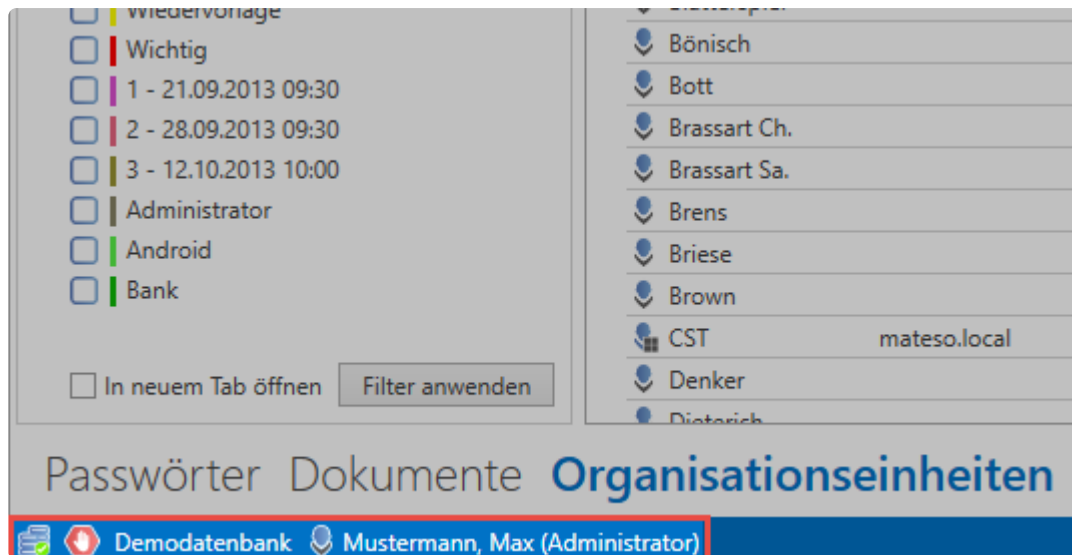 Wiedervorlage
Wichtig
1 - 21.09.2013 09:30
2 - 28.09.2013 09:30
3 - 12.10.2013 10:00
Administrator
Android
Bank
In neuem Tab öffnen
Filter anwenden
Bönisch
Bott
Brassart Ch.
Brassart Sa.
Brens
Briese
Brown
CST mateso.local
Denker
Dieterich
Passwörter Dokumente Organisationseinheiten
Demodatenbank Mustermann, Max (Administrator)